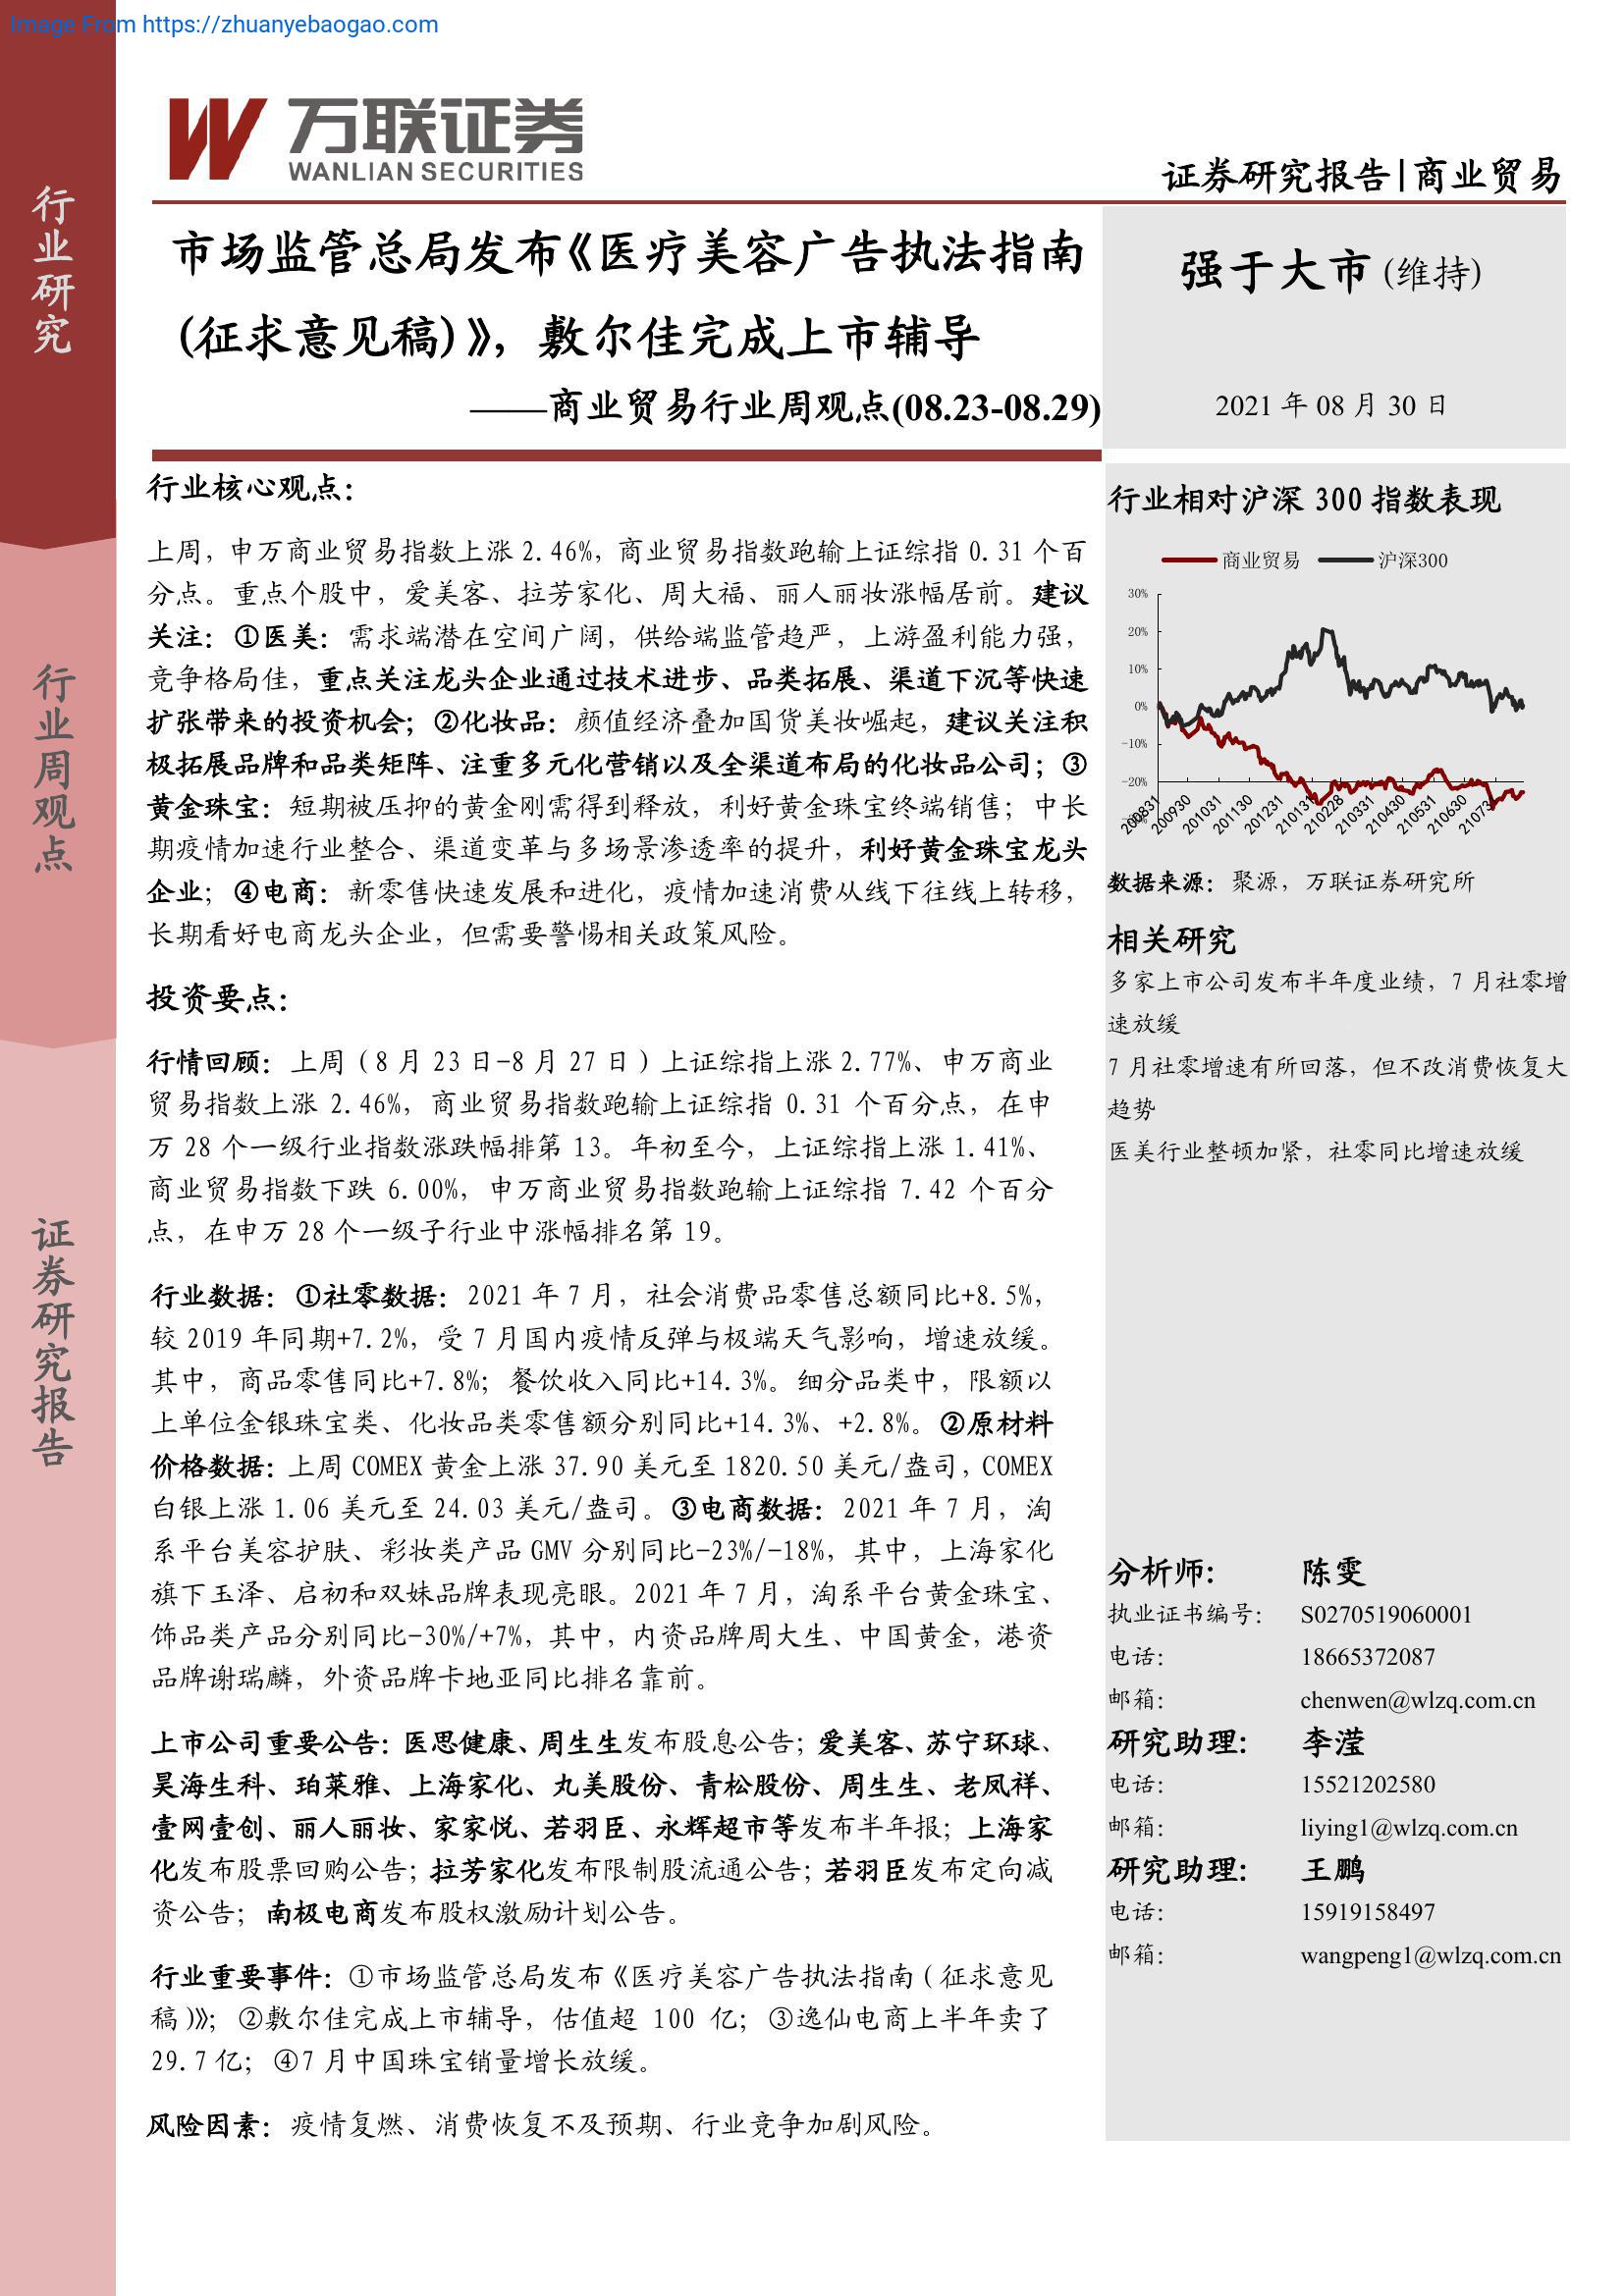 Image From https://zhuanyebaogao.com
万联证券
WANLIAN SECURITIES
证券研究报告|商业贸易
行业研究
行业周观点
证券研究报告
市场监管总局发布《医疗美容广告执法指南
(征求意见稿)》，敷尔佳完成上市辅导
——商业贸易行业周观点(08.23-08.29)
强于大市 (维持)
2021 年 08 月 30 日
行业核心观点：
上周，申万商业贸易指数上涨 2.46%，商业贸易指数跑输上证综指 0.31 个百
分点。重点个股中，爱美客、拉芳家化、周大福、丽人丽妆涨幅居前。建议
关注：①医美：需求端潜在空间广阔，供给端监管趋严，上游盈利能力强，
竞争格局佳，重点关注龙头企业通过技术进步、品类拓展、渠道下沉等快速
扩张带来的投资机会；②化妆品：颜值经济叠加国货美妆崛起，建议关注积
极拓展品牌和品类矩阵、注重多元化营销以及全渠道布局的化妆品公司；③
黄金珠宝：短期被压抑的黄金刚需得到释放，利好黄金珠宝终端销售；中长
期疫情加速行业整合、渠道变革与多场景渗透率的提升，利好黄金珠宝龙头
企业；④电商：新零售快速发展和进化，疫情加速消费从线下往线上转移，
长期看好电商龙头企业，但需要警惕相关政策风险。
投资要点：
行情回顾：上周（8 月 23 日-8 月 27 日）上证综指上涨 2.77%、申万商业
贸易指数上涨 2.46%，商业贸易指数跑输上证综指 0.31 个百分点，在申
万 28 个一级行业指数涨跌幅排第 13。年初至今，上证综指上涨 1.41%、
商业贸易指数下跌 6.00%，申万商业贸易指数跑输上证综指 7.42 个百分
点，在申万 28 个一级子行业中涨幅排名第 19。
行业数据：①社零数据：2021 年 7 月，社会消费品零售总额同比+8.5%，
较 2019 年同期+7.2%，受 7 月国内疫情反弹与极端天气影响，增速放缓。
其中，商品零售同比+7.8%；餐饮收入同比+14.3%。细分品类中，限额以
上单位金银珠宝类、化妆品类零售额分别同比+14.3%、+2.8%。②原材料
价格数据：上周 COMEX 黄金上涨 37.90 美元至 1820.50 美元/盎司，COMEX
白银上涨 1.06 美元至 24.03 美元/盎司。③电商数据：2021 年 7 月，淘
系平台美容护肤、彩妆类产品 GMV 分别同比-23%/-18%，其中，上海家化
旗下玉泽、启初和双妹品牌表现亮眼。2021 年 7 月，淘系平台黄金珠宝、
饰品类产品分别同比-30%/+7%，其中，内资品牌周大生、中国黄金，港资
品牌谢瑞麟，外资品牌卡地亚同比排名靠前。
上市公司重要公告：医思健康、周生生发布股息公告；爱美客、苏宁环球、
昊海生科、珀莱雅、上海家化、丸美股份、青松股份、周生生、老凤祥、
壹网壹创、丽人丽妆、家家悦、若羽臣、永辉超市等发布半年报；上海家
化发布股票回购公告；拉芳家化发布限制股流通公告；若羽臣发布定向减
资公告；南极电商发布股权激励计划公告。
行业重要事件：①市场监管总局发布《医疗美容广告执法指南（征求意见
稿）》；②敷尔佳完成上市辅导，估值超 100 亿；③逸仙电商上半年卖了
29.7 亿；④7 月中国珠宝销量增长放缓。
风险因素：疫情复燃、消费恢复不及预期、行业竞争加剧风险。
行业相对沪深 300 指数表现
商业贸易 沪深300
30%
20%
10%
0%
-10%
-20%
200831 200930 201031 201130 201231 210131 210228 210331 210430 210531 210630 210731
数据来源：聚源，万联证券研究所
相关研究
多家上市公司发布半年度业绩，7 月社零增
速放缓
7 月社零增速有所回落，但不改消费恢复大
趋势
医美行业整顿加紧，社零同比增速放缓
分析师： 陈雯
执业证书编号： S0270519060001
电话： 18665372087
邮箱： chenwen@wlzq.com.cn
研究助理： 李滢
电话： 15521202580
邮箱： liying1@wlzq.com.cn
研究助理： 王鹏
电话： 15919158497
邮箱： wangpeng1@wlzq.com.cn